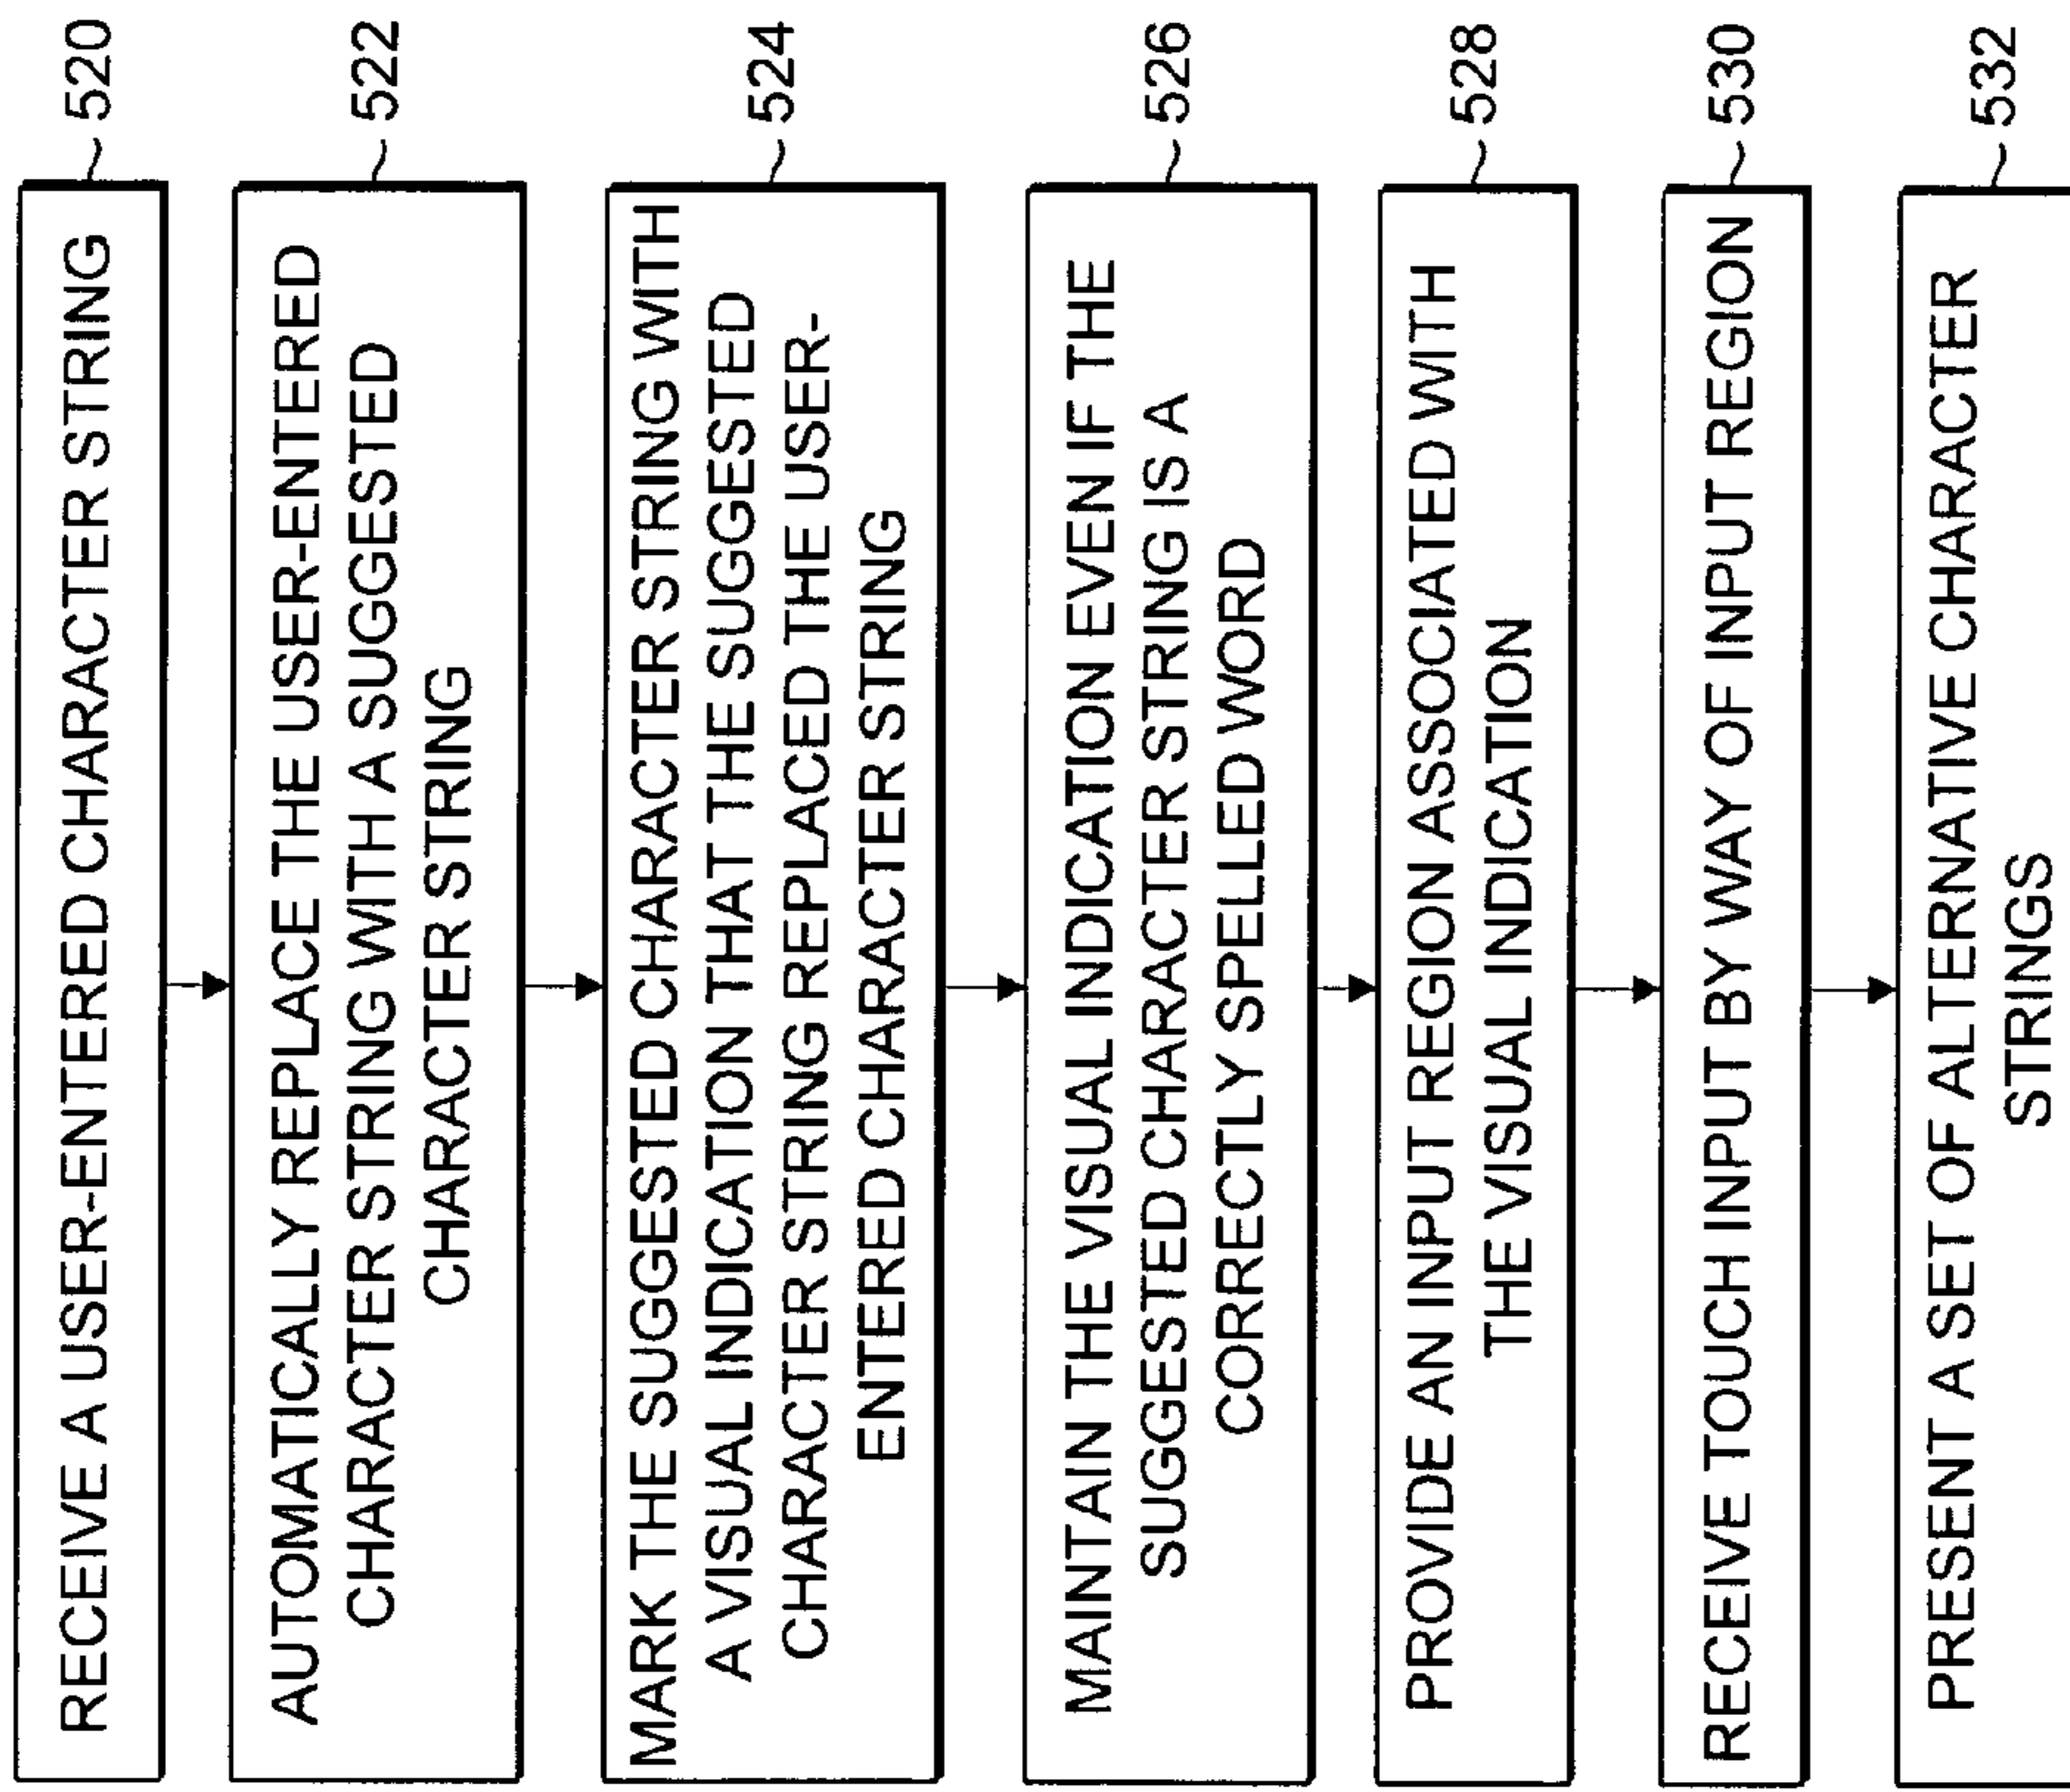 RECEIVE A USER-ENTERED CHARACTER STRING
520
AUTOMATICALLY REPLACE THE USER-ENTERED
CHARACTER STRING WITH A SUGGESTED
CHARACTER STRING
522
MARK THE SUGGESTED CHARACTER STRING WITH
A VISUAL INDICATION THAT THE SUGGESTED
CHARACTER STRING REPLACED THE USER-
ENTERED CHARACTER STRING
524
MAINTAIN THE VISUAL INDICATION EVEN IF THE
SUGGESTED CHARACTER STRING IS A
CORRECTLY SPELLED WORD
526
PROVIDE AN INPUT REGION ASSOCIATED WITH
THE VISUAL INDICATION
528
RECEIVE TOUCH INPUT BY WAY OF INPUT REGION
530
PRESENT A SET OF ALTERNATIVE CHARACTER
STRINGS
532